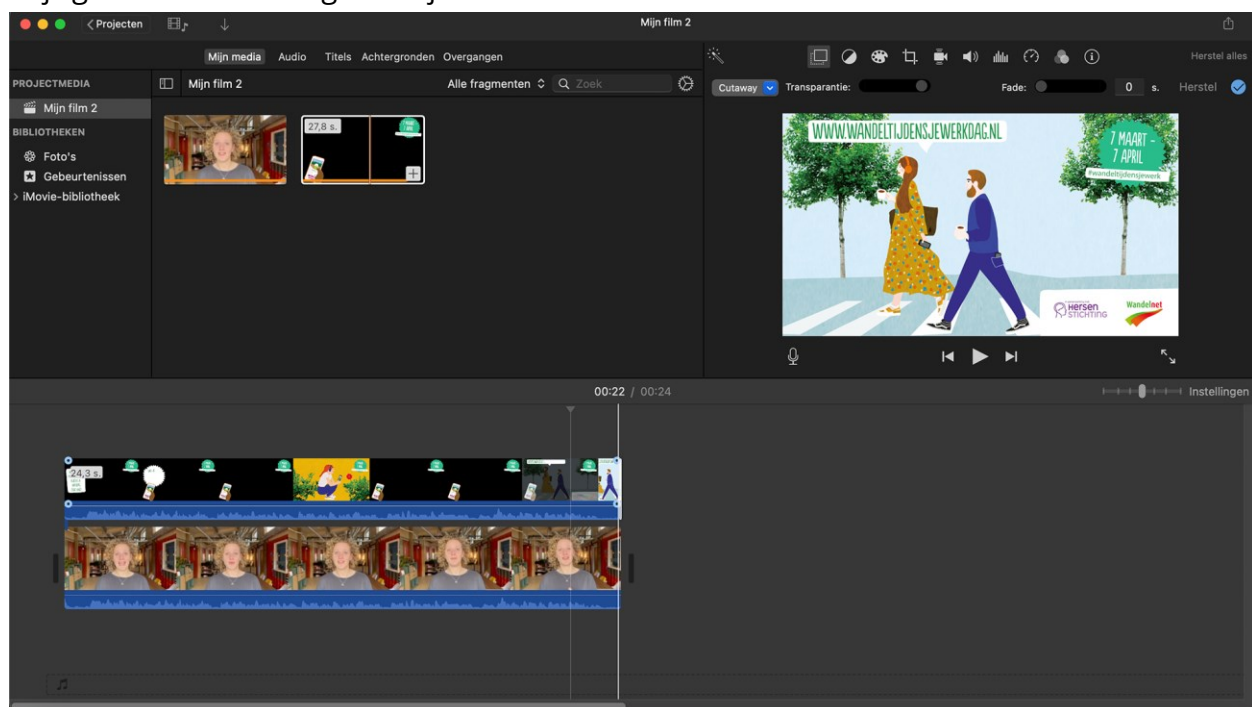 Projecten
Mijn film 2
Mijn media Audio Titels Achtergronden Overgangen
Herstel alles
PROJECTMEDIA
Mijn film 2
Alle fragmenten
Zoek
Cutaway
Transparantie:
Fade:
0 s.
Herstel
Mijn film 2
BIBLIOTHEKEN
Foto's
Gebeurtenissen
iMovie-bibliotheek
27,8 s.
WWW.WANDELTIJDENSJEWERKDAG.NL
7 MAART -
7 APRIL
#wandeltijdensjewerk
Hersen
STICHTING
Wandelnet
00:22 / 00:24
Instellingen
24,3 s.